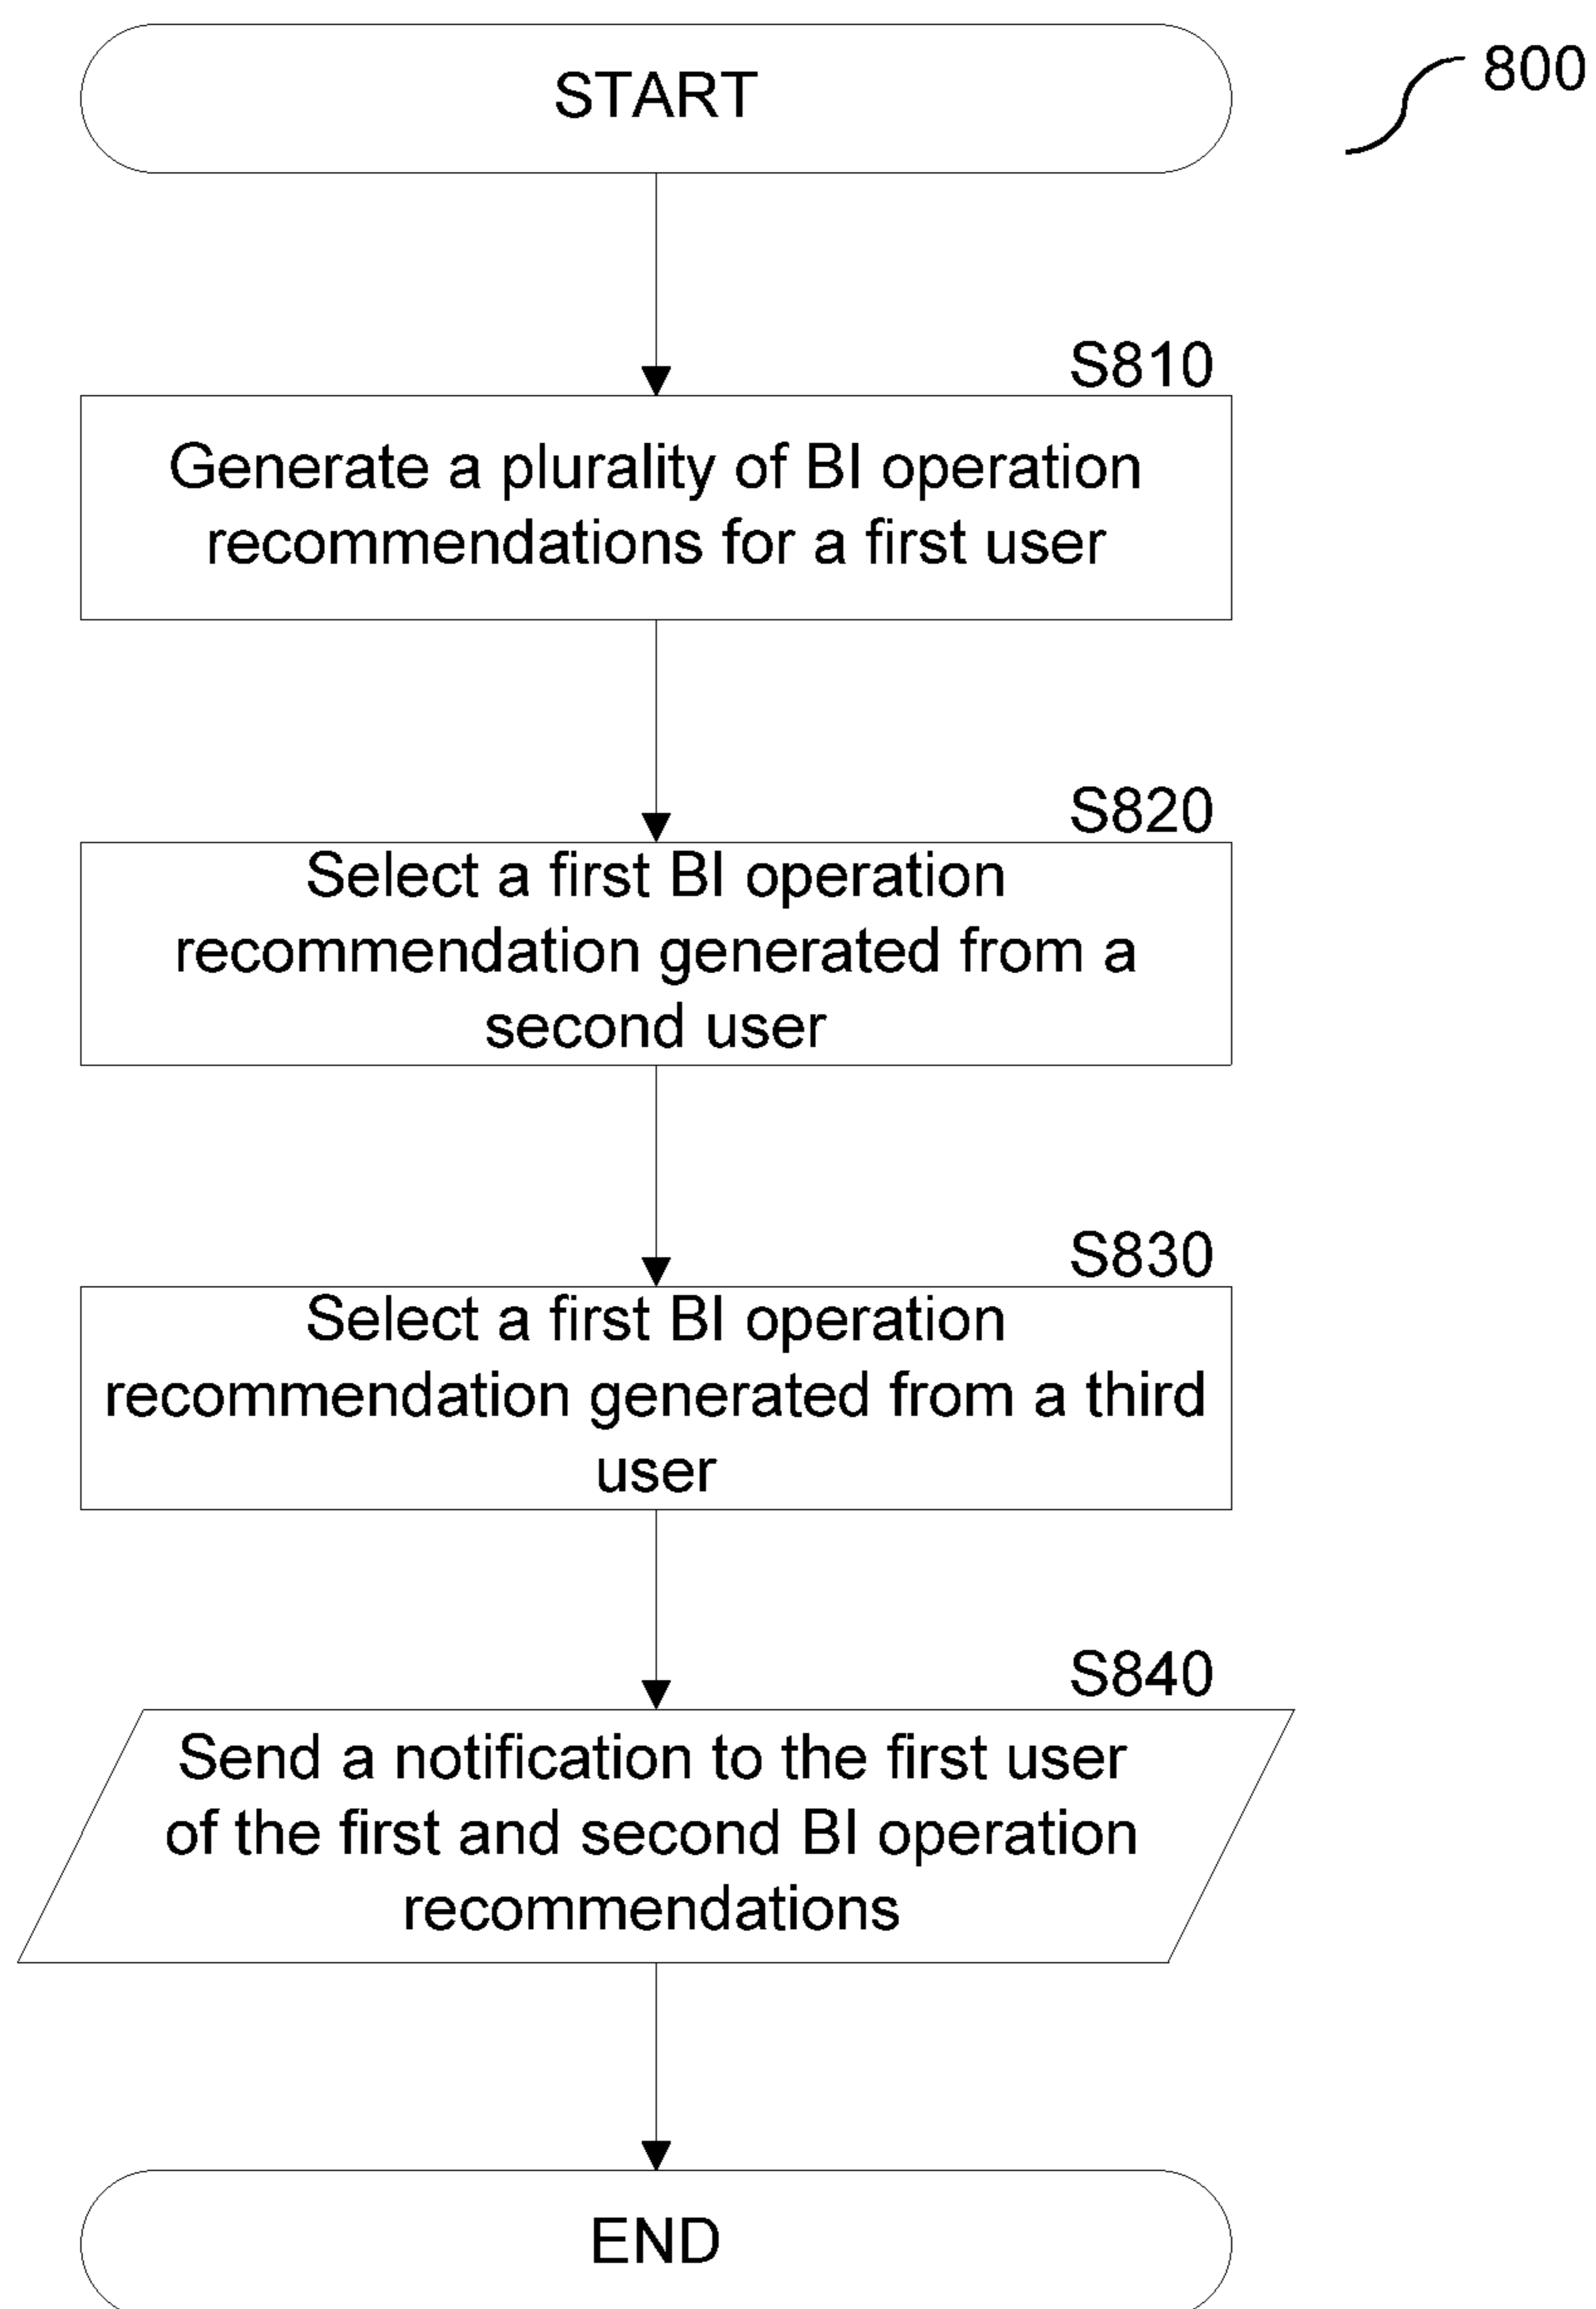 START
800
S810
Generate a plurality of BI operation
recommendations for a first user
S820
Select a first BI operation
recommendation generated from a
second user
S830
Select a first BI operation
recommendation generated from a third
user
S840
Send a notification to the first user
of the first and second BI operation
recommendations
END